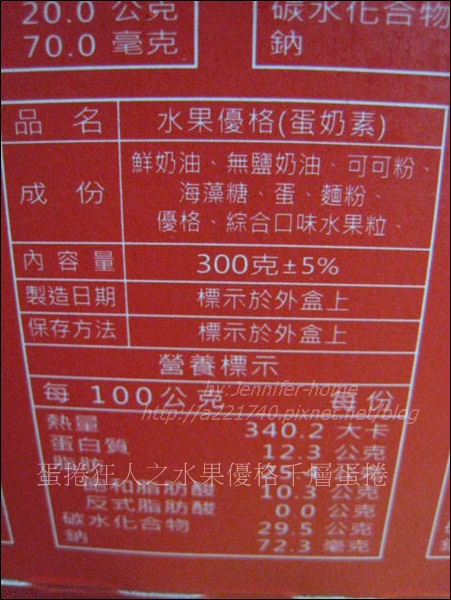 20.0 公克
70.0 毫克
碳水化合物
鈉
品名 水果優格(蛋奶素)
成份 鮮奶油、無鹽奶油、可可粉、
海藻糖、蛋、麵粉、
優格、綜合口味水果粒、
內容量 300克±5%
製造日期 標示於外盒上
保存方法 標示於外盒上
營養標示
每 100公克 每份
by:Jennifer-home
http://a221740.pixnet.net/blog
熱量 340.2 大卡
蛋白質 12.3 公克
脂肪
蛋捲狂人之水果優格千層蛋捲
飽和脂肪酸 10.3 公克
反式脂肪酸 0.0 公克
碳水化合物 29.5 公克
鈉 72.3 毫克